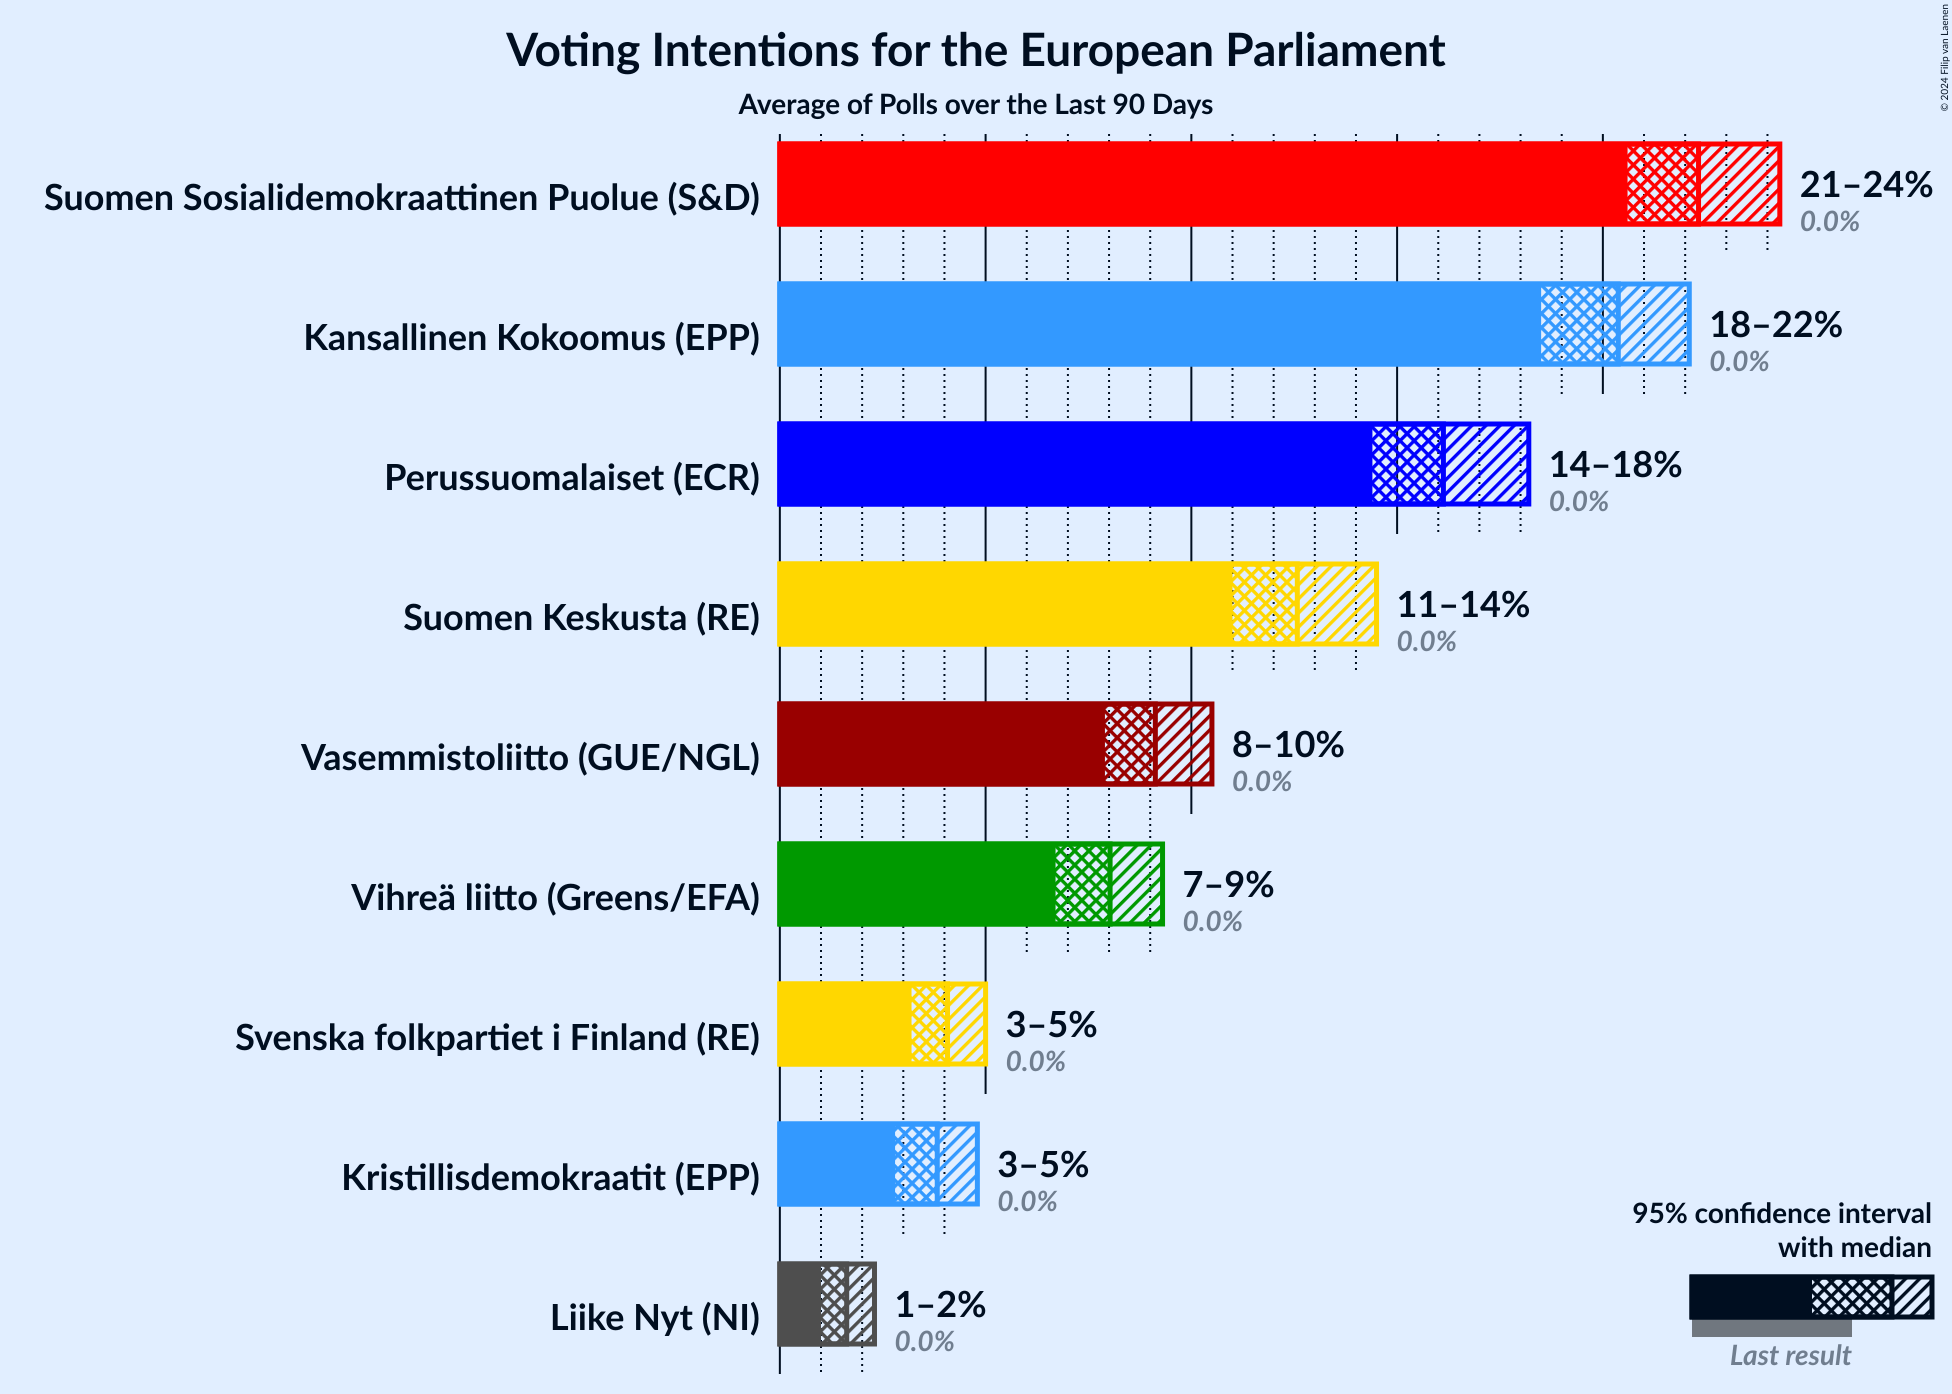 Voting Intentions for the European Parliament
Average of Polls over the Last 90 Days
© 2024 Filip van Laenen
Suomen Sosialidemokraattinen Puolue (S&D)
21–24%
0.0%
Kansallinen Kokoomus (EPP)
18–22%
0.0%
Perussuomalaiset (ECR)
14–18%
0.0%
Suomen Keskusta (RE)
11–14%
0.0%
Vasemmistoliitto (GUE/NGL)
8–10%
0.0%
Vihreä liitto (Greens/EFA)
7–9%
0.0%
Svenska folkpartiet i Finland (RE)
3–5%
0.0%
Kristillisdemokraatit (EPP)
3–5%
0.0%
Liike Nyt (NI)
1–2%
0.0%
95% confidence interval
with median
Last result